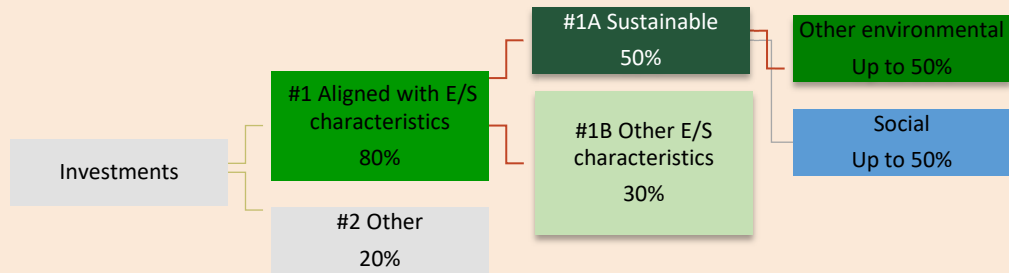 Investments
#1 Aligned with E/S
characteristics
80%
#2 Other
20%
#1A Sustainable
50%
#1B Other E/S
characteristics
30%
Other environmental
Up to 50%
Social
Up to 50%